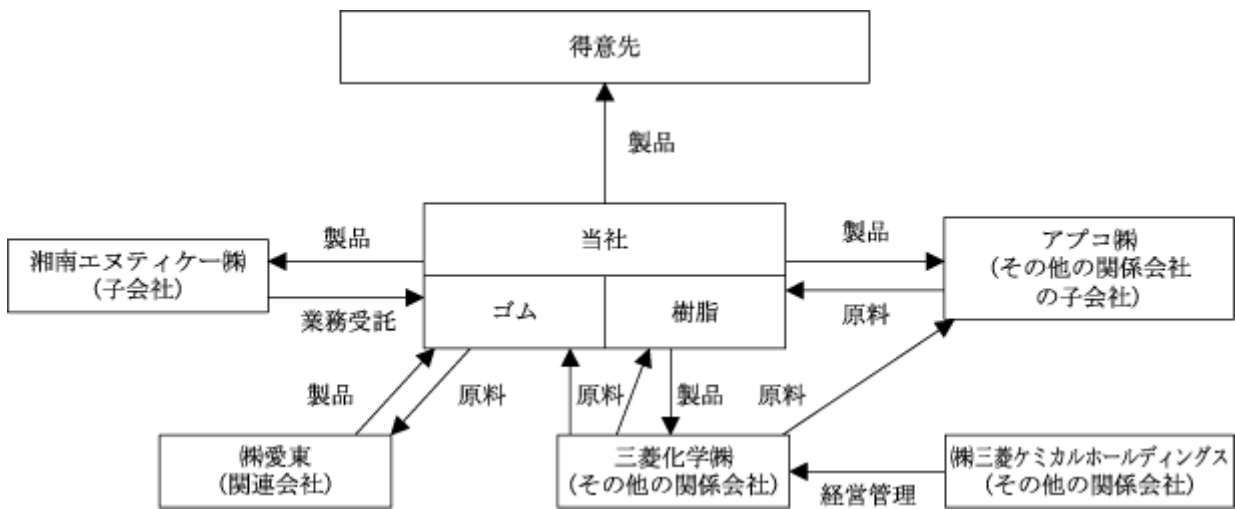 得意先
製品
当社
製品
製品
湘南エヌティケー㈱
(子会社)
アプコ㈱
(その他の関係会社
の子会社)
業務受託
ゴム
樹脂
原料
製品
原料
原料
製品
原料
㈱愛東
(関連会社)
三菱化学㈱
(その他の関係会社)
経営管理
㈱三菱ケミカルホールディングス
(その他の関係会社)